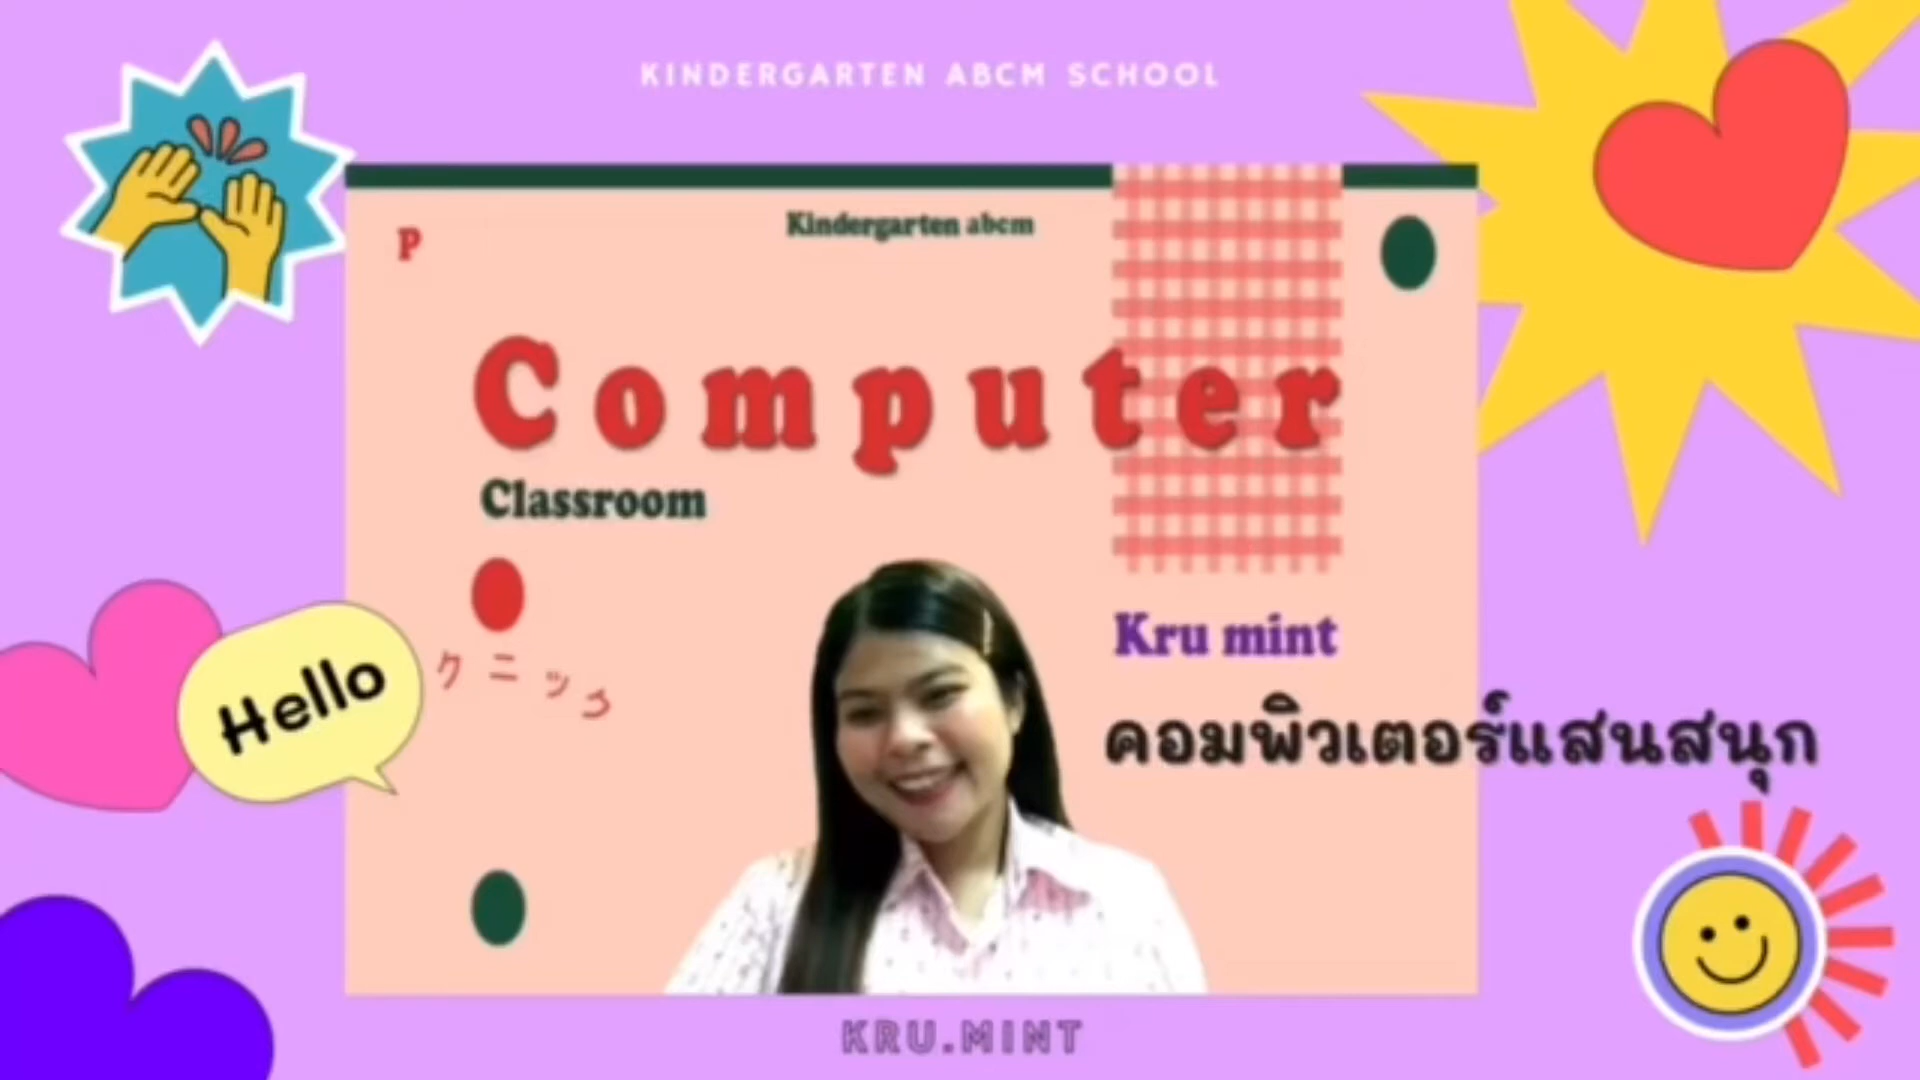 KINDERGARTEN ABCM SCHOOL
P
Kindergarten abcm
Computer
Classroom
クニック
Hello
Kru mint
คอมพิวเตอร์แสนสนุก
KRU.MINT